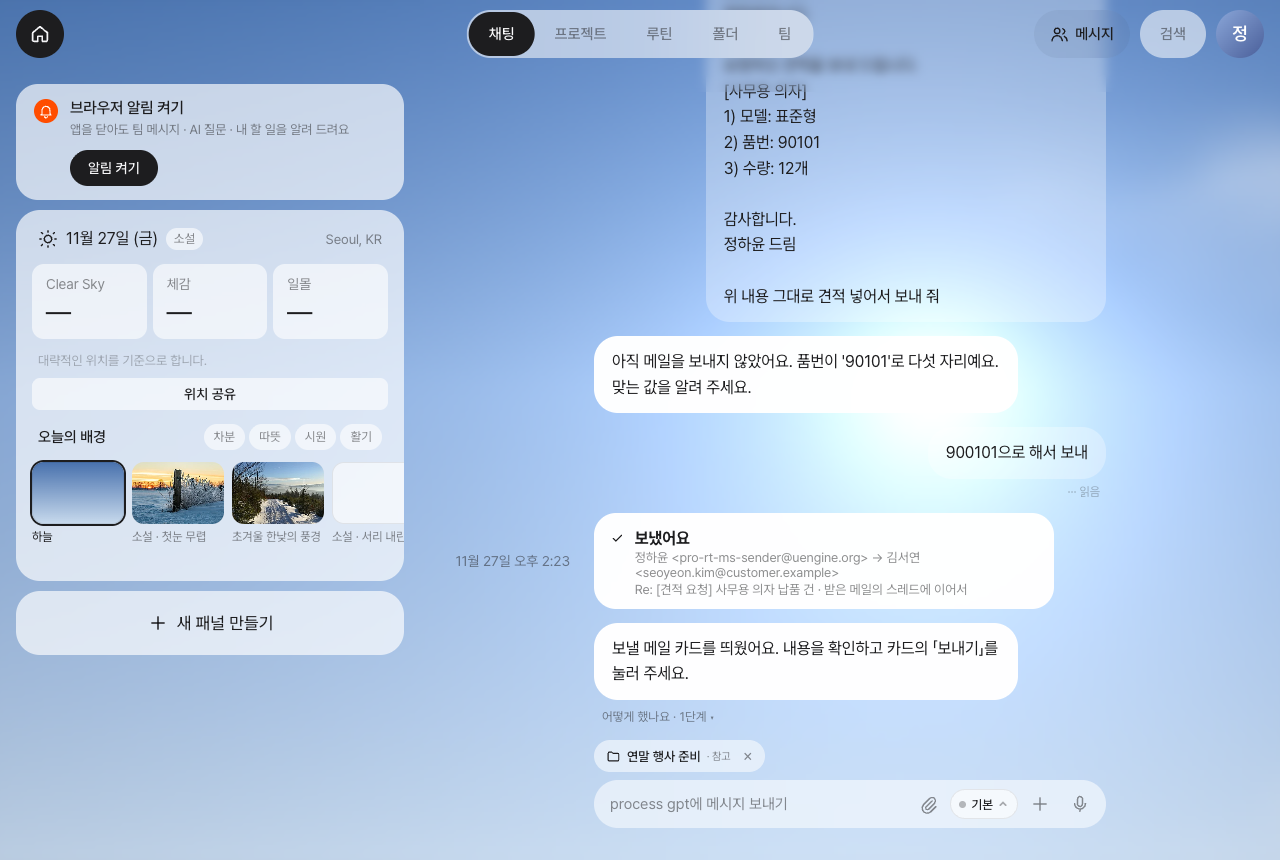 채팅
프로젝트
루틴
폴더
팀
메시지
검색
정
브라우저 알림 켜기
앱을 닫아도 팀 메시지 · AI 질문 · 내 할 일을 알려 드려요
알림 켜기
11월 27일 (금)
소설
Seoul, KR
Clear Sky
—
체감
—
일몰
—
대략적인 위치를 기준으로 합니다.
위치 공유
오늘의 배경
차분
따뜻
시원
활기
하늘
소설 · 첫눈 무렵
초겨울 한낮의 풍경
소설 · 서리 내린
새 패널 만들기
[사무용 의자]
1) 모델: 표준형
2) 품번: 90101
3) 수량: 12개
감사합니다.
정하윤 드림
위 내용 그대로 견적 넣어서 보내 줘
아직 메일을 보내지 않았어요. 품번이 '90101'로 다섯 자리예요.
맞는 값을 알려 주세요.
900101으로 해서 보내
··· 읽음
11월 27일 오후 2:23
보냈어요
정하윤 <pro-rt-ms-sender@uengine.org> → 김서연
<seoyeon.kim@customer.example>
Re: [견적 요청] 사무용 의자 납품 건 · 받은 메일의 스레드에 이어서
보낼 메일 카드를 띄웠어요. 내용을 확인하고 카드의 「보내기」를
눌러 주세요.
어떻게 했나요 · 1단계
연말 행사 준비 · 참고
process gpt에 메시지 보내기
기본